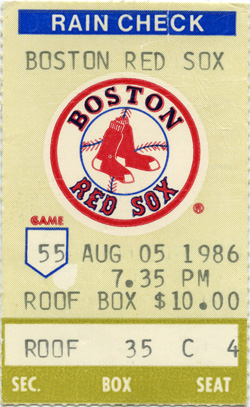 RAIN CHECK
BOSTON RED SOX
BOSTON
RED SOX
®
GAME
55 AUG 05 1986
7.35 PM
ROOF BOX $10.00
ROOF 35 C 4
SEC. BOX SEAT